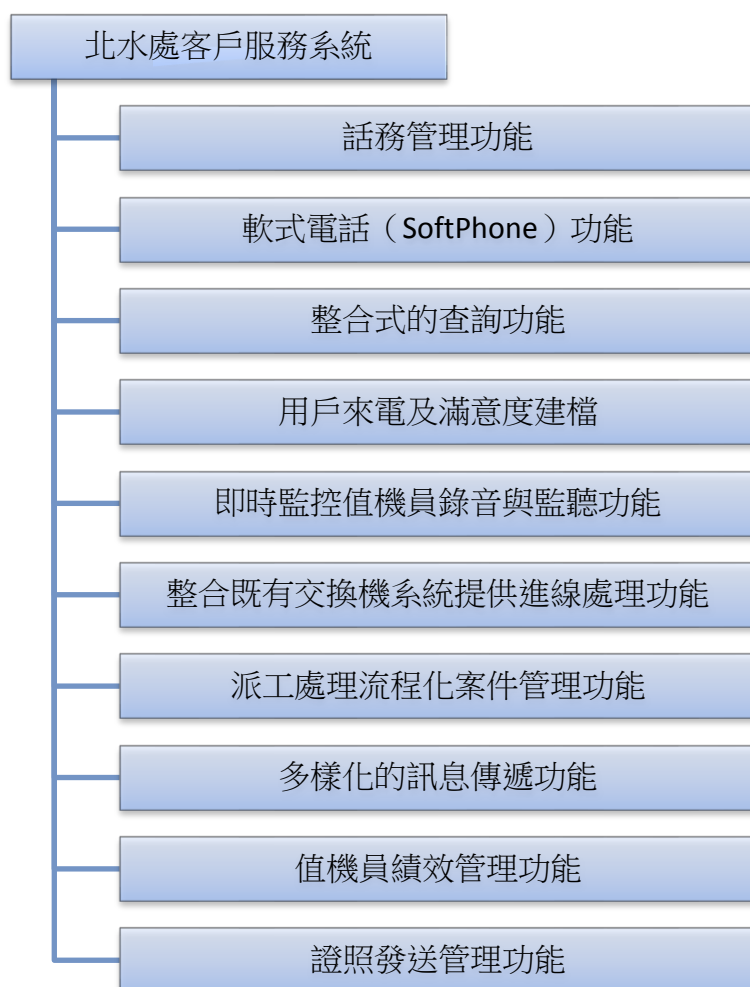 北水處客戶服務系統
話務管理功能
軟式電話（SoftPhone）功能
整合式的查詢功能
用戶來電及滿意度建檔
即時監控值機員錄音與監聽功能
整合既有交換機系統提供進線處理功能
派工處理流程化案件管理功能
多樣化的訊息傳遞功能
值機員績效管理功能
證照發送管理功能